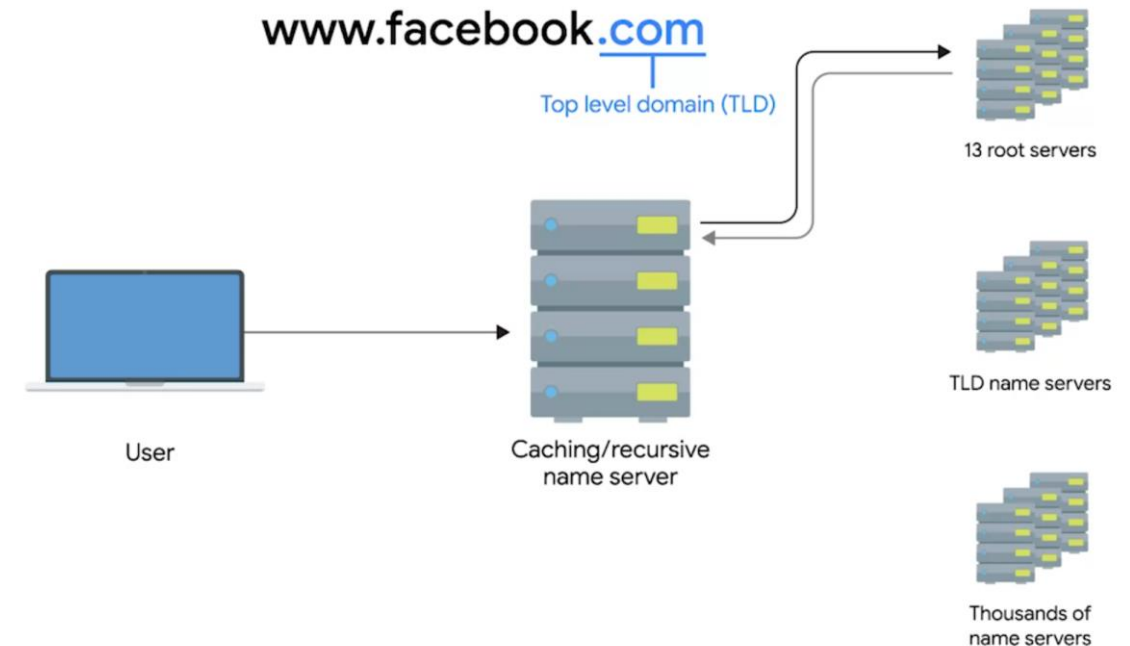 www.facebook.com
Top level domain (TLD)
13 root servers
TLD name servers
User
Caching/recursive
name server
Thousands of
name servers